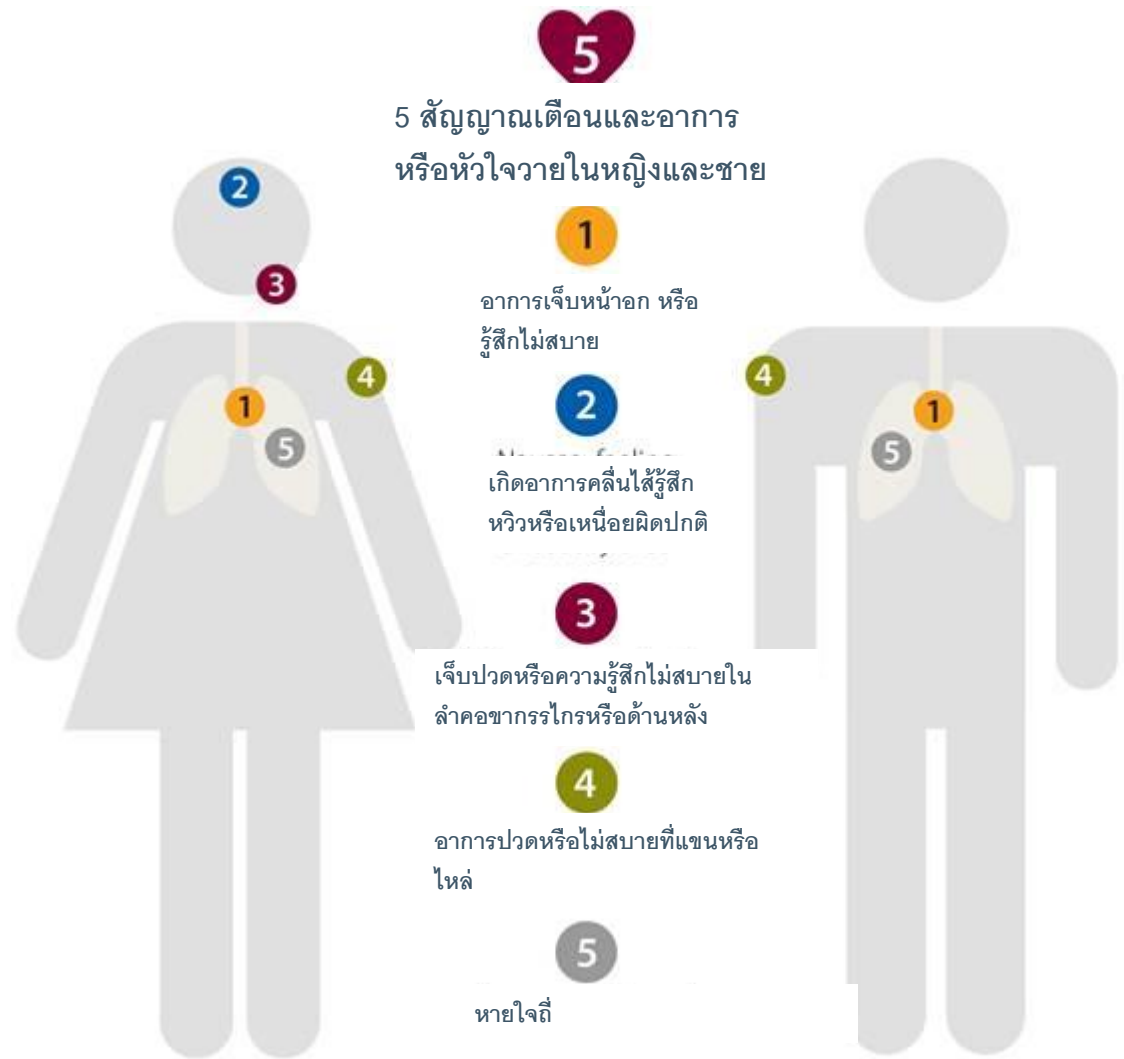 5
5 สัญญาณเตือนและอาการ
หรือหัวใจวายในหญิงและชาย
2
3
4
1
5
1
อาการเจ็บหน้าอก หรือ
รู้สึกไม่สบาย
2
เกิดอาการคลื่นไส้รู้สึก
หวิวหรือเหนื่อยผิดปกติ
3
เจ็บปวดหรือความรู้สึกไม่สบายใน
ลำคอขากรรไกรหรือด้านหลัง
4
อาการปวดหรือไม่สบายที่แขนหรือ
ไหล่
5
หายใจถี่
4
1
5